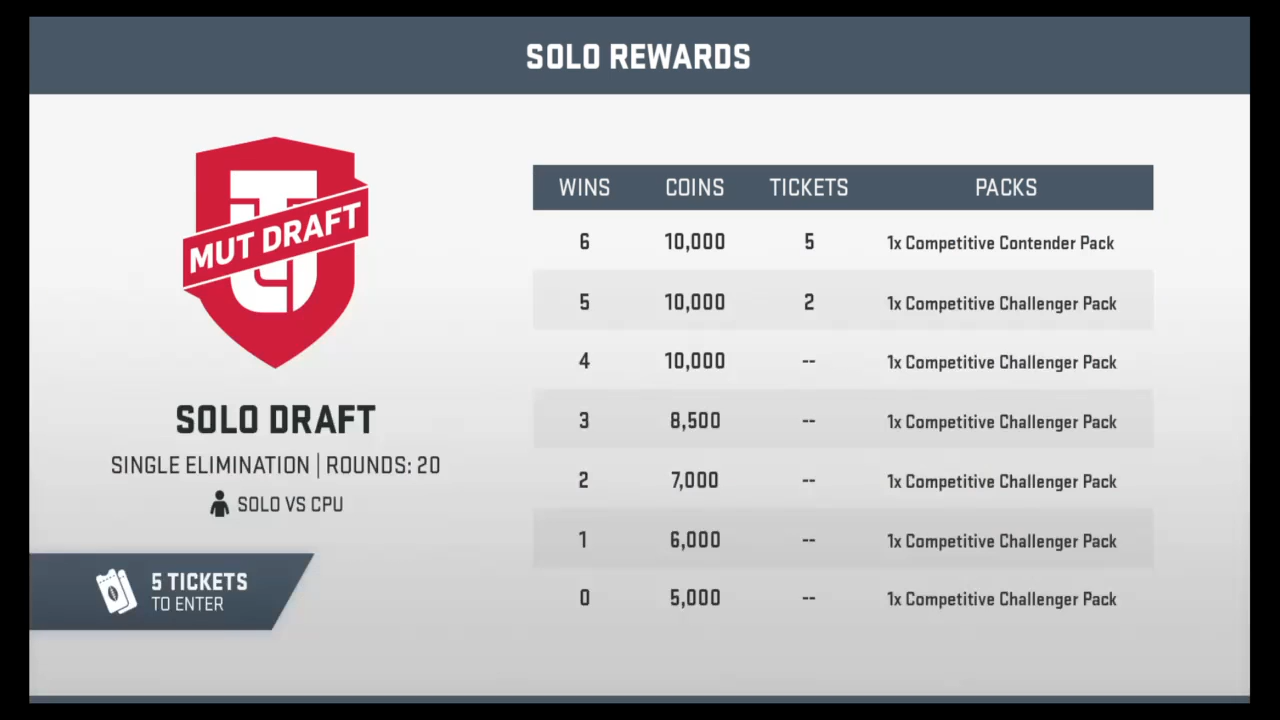 SOLO REWARDS
MUT DRAFT
SOLO DRAFT
SINGLE ELIMINATION | ROUNDS: 20
SOLO VS CPU
5 TICKETS
TO ENTER
WINS COINS TICKETS PACKS
6 10,000 5 1x Competitive Contender Pack
5 10,000 2 1x Competitive Challenger Pack
4 10,000 -- 1x Competitive Challenger Pack
3 8,500 -- 1x Competitive Challenger Pack
2 7,000 -- 1x Competitive Challenger Pack
1 6,000 -- 1x Competitive Challenger Pack
0 5,000 -- 1x Competitive Challenger Pack